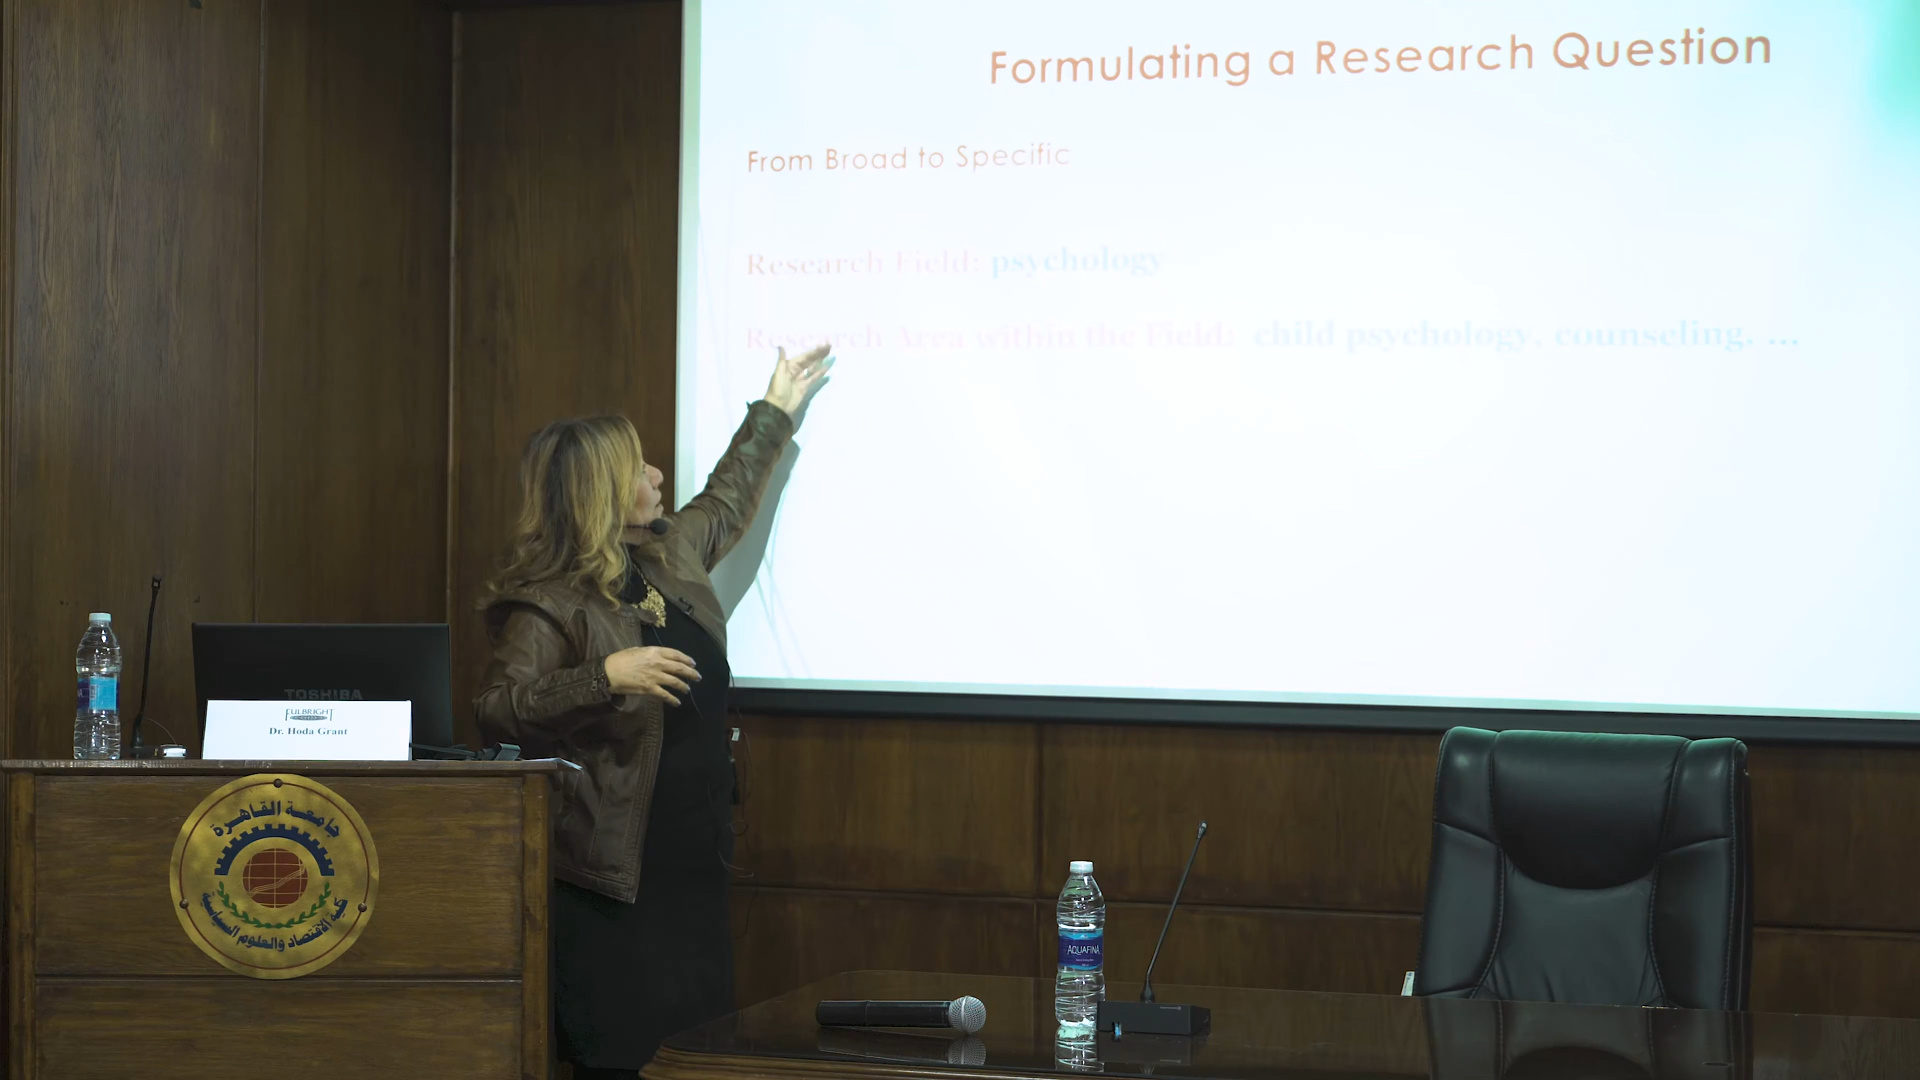 Formulating a Research Question
From Broad to Specific
Research Field: psychology
Research Area within the Field: child psychology, counseling. ...
TOSHIBA
FULBRIGHT
Dr. Hoda Grant
جامعة القاهرة
كلية الاقتصاد والعلوم السياسية
AQUAFINA